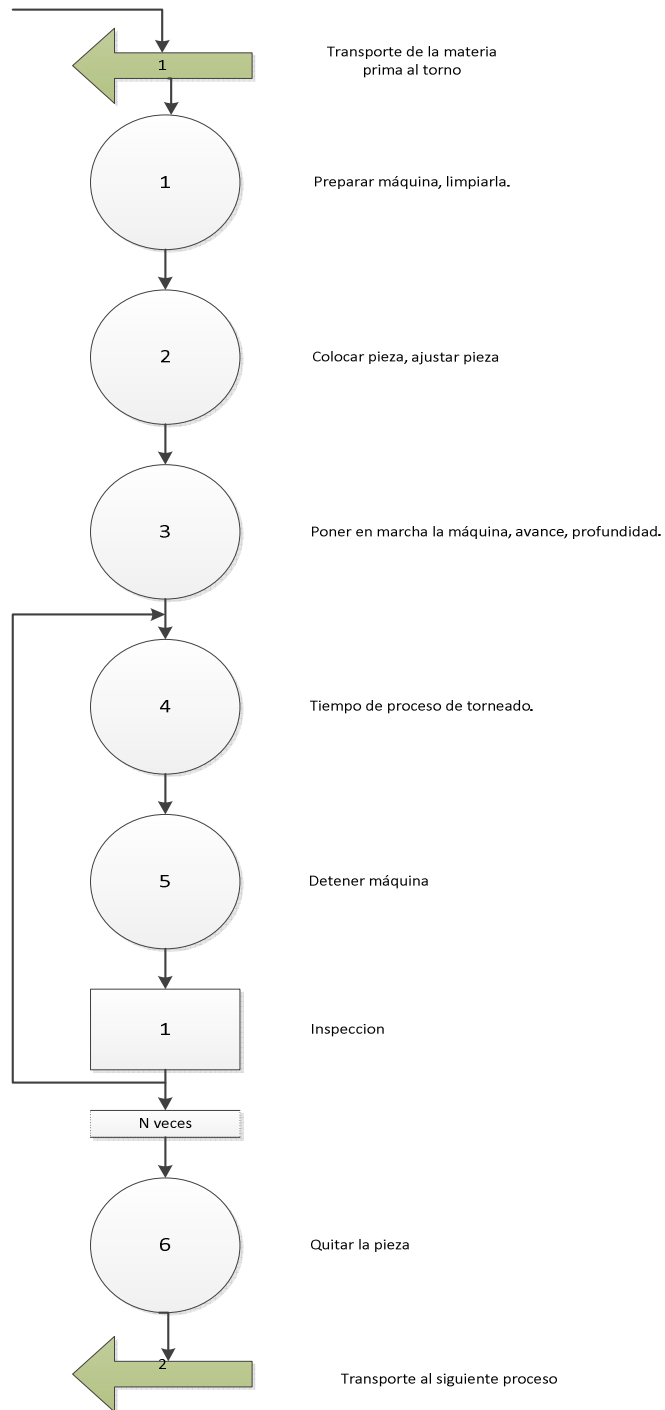 1
Transporte de la materia
prima al torno
1
Preparar máquina, limpiarla.
2
Colocar pieza, ajustar pieza
3
Poner en marcha la máquina, avance, profundidad.
4
Tiempo de proceso de torneado.
5
Detener máquina
1
Inspeccion
N veces
6
Quitar la pieza
2
Transporte al siguiente proceso